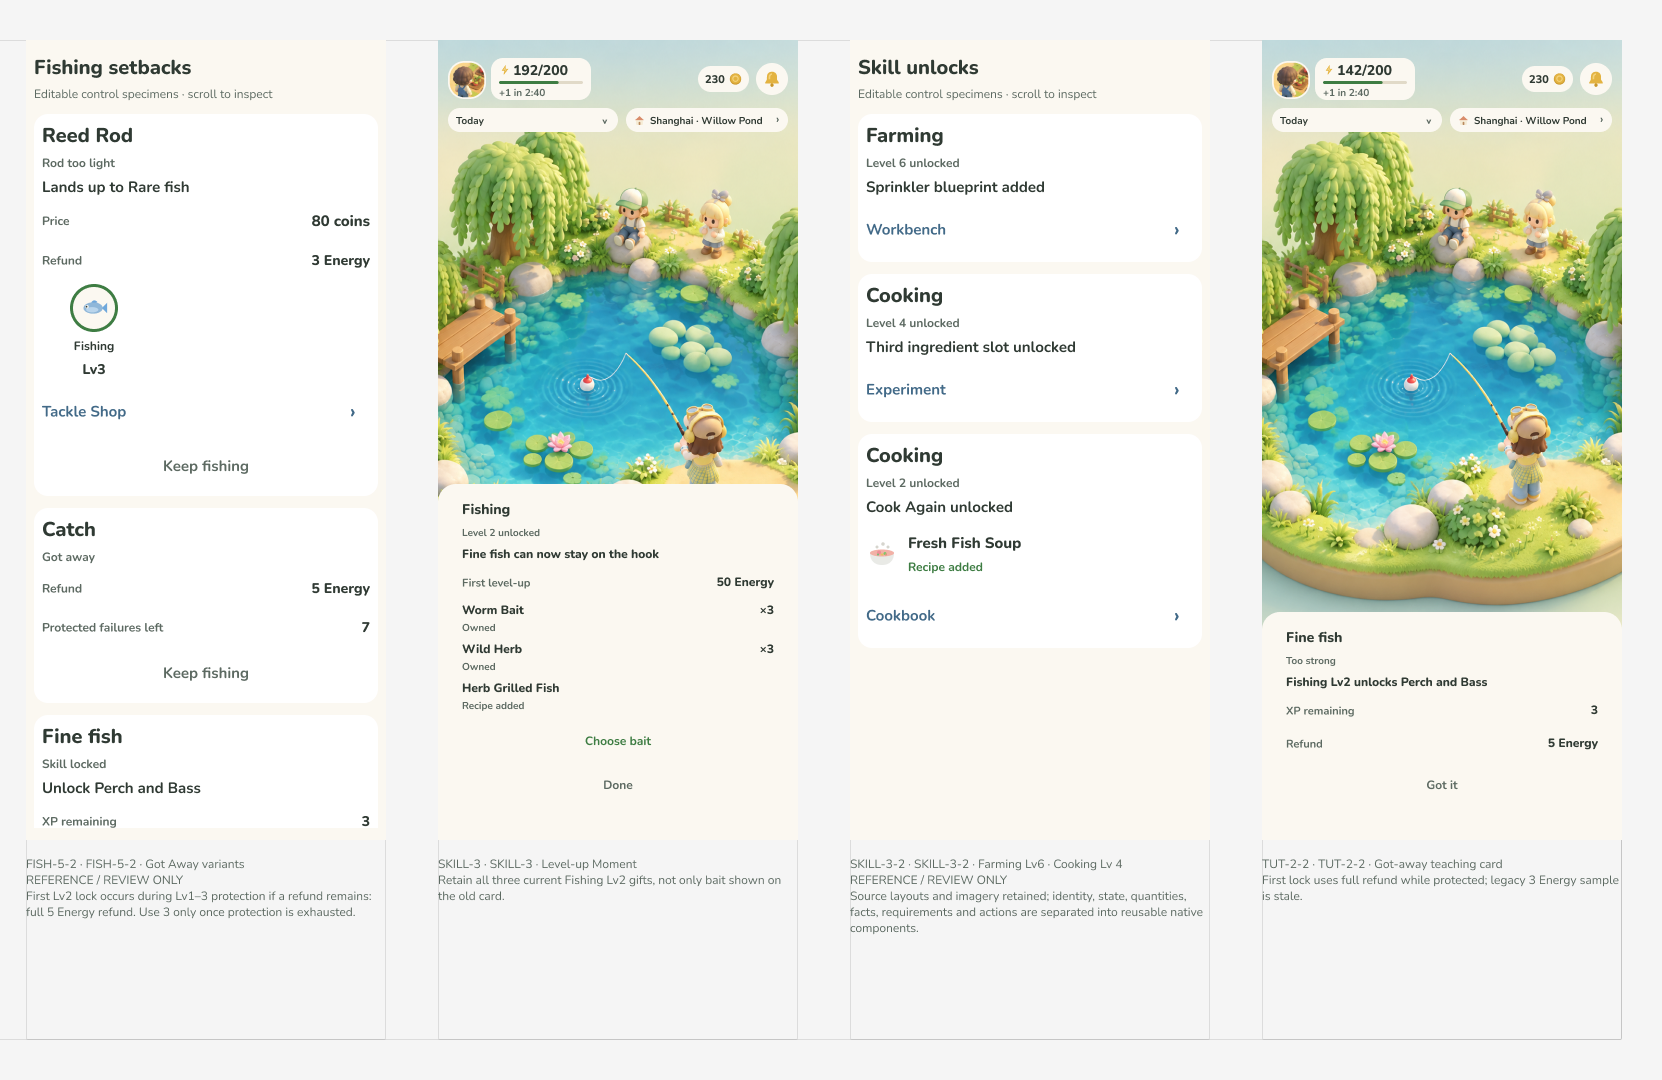 Fishing setbacks
Editable control specimens · scroll to inspect
Reed Rod
Rod too light
Lands up to Rare fish
Price
80 coins
Refund
3 Energy
Fishing
Lv3
Tackle Shop
›
Keep fishing
Catch
Got away
Refund
5 Energy
Protected failures left
7
Keep fishing
Fine fish
Skill locked
Unlock Perch and Bass
XP remaining
3
FISH-5-2 · FISH-5-2 · Got Away variants
REFERENCE / REVIEW ONLY
First Lv2 lock occurs during Lv1–3 protection if a refund remains:
full 5 Energy refund. Use 3 only once protection is exhausted.
192/200
+1 in 2:40
230
Today
Shanghai · Willow Pond
›
Fishing
Level 2 unlocked
Fine fish can now stay on the hook
First level-up
50 Energy
Worm Bait
×3
Owned
Wild Herb
×3
Owned
Herb Grilled Fish
Recipe added
Choose bait
Done
SKILL-3 · SKILL-3 · Level-up Moment
Retain all three current Fishing Lv2 gifts, not only bait shown on
the old card.
Skill unlocks
Editable control specimens · scroll to inspect
Farming
Level 6 unlocked
Sprinkler blueprint added
Workbench
›
Cooking
Level 4 unlocked
Third ingredient slot unlocked
Experiment
›
Cooking
Level 2 unlocked
Cook Again unlocked
Fresh Fish Soup
Recipe added
Cookbook
›
SKILL-3-2 · SKILL-3-2 · Farming Lv6 · Cooking Lv 4
REFERENCE / REVIEW ONLY
Source layouts and imagery retained; identity, state, quantities,
facts, requirements and actions are separated into reusable native
components.
142/200
+1 in 2:40
230
Today
Shanghai · Willow Pond
›
Fine fish
Too strong
Fishing Lv2 unlocks Perch and Bass
XP remaining
3
Refund
5 Energy
Got it
TUT-2-2 · TUT-2-2 · Got-away teaching card
First lock uses full refund while protected; legacy 3 Energy sample
is stale.